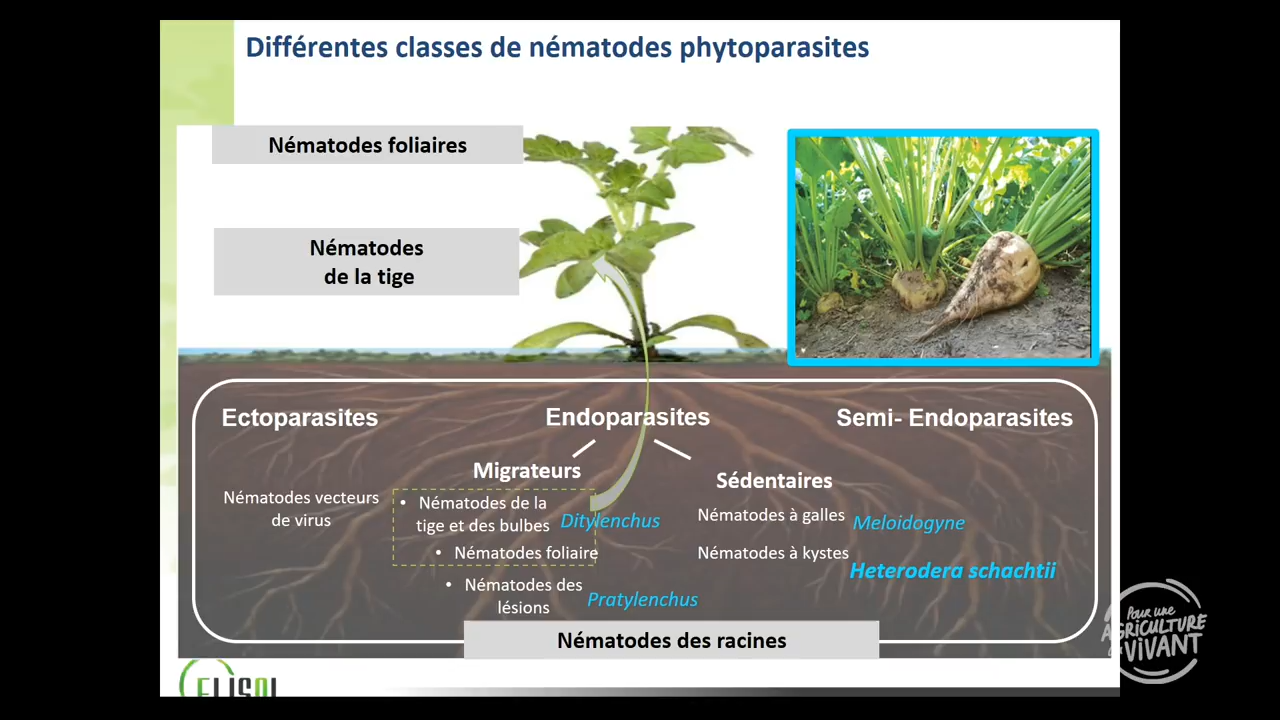 Différentes classes de nématodes phytoparasites
Nématodes foliaires
Nématodes
de la tige
Ectoparasites
Endoparasites
Semi- Endoparasites
Migrateurs
Sédentaires
Nématodes vecteurs
de virus
• Nématodes de la
tige et des bulbes
Ditylenchus
• Nématodes foliaire
• Nématodes des
lésions
Pratylenchus
Nématodes à galles
Meloidogyne
Nématodes à kystes
Heterodera schachtii
Nématodes des racines
ELISOL
Pour une
AGRiCULTURE
du ViVANT